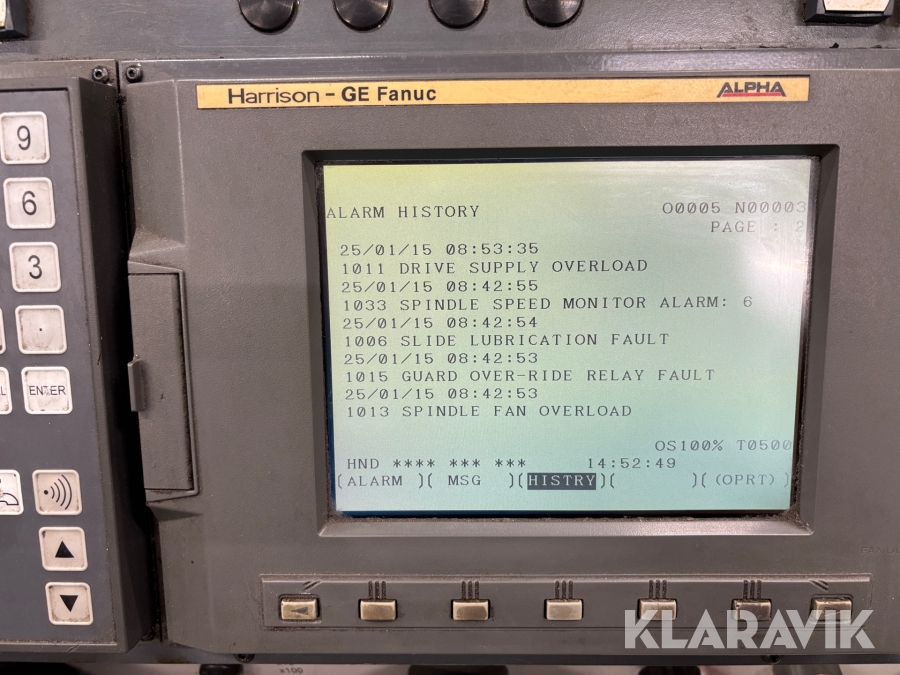 Harrison - GE Fanuc
ALPHA
ALARM HISTORY
O0005 N00003
PAGE : 2
25/01/15 08:53:35
1011 DRIVE SUPPLY OVERLOAD
25/01/15 08:42:55
1033 SPINDLE SPEED MONITOR ALARM: 6
25/01/15 08:42:54
1006 SLIDE LUBRICATION FAULT
25/01/15 08:42:53
1015 GUARD OVER-RIDE RELAY FAULT
25/01/15 08:42:53
1013 SPINDLE FAN OVERLOAD
OS100% T0500
HND **** *** *** 14:52:49
(ALARM )( MSG )(HISTRY)( )( (OPRT) )
9
6
3
.
ENTER
x100
KLARAVIK